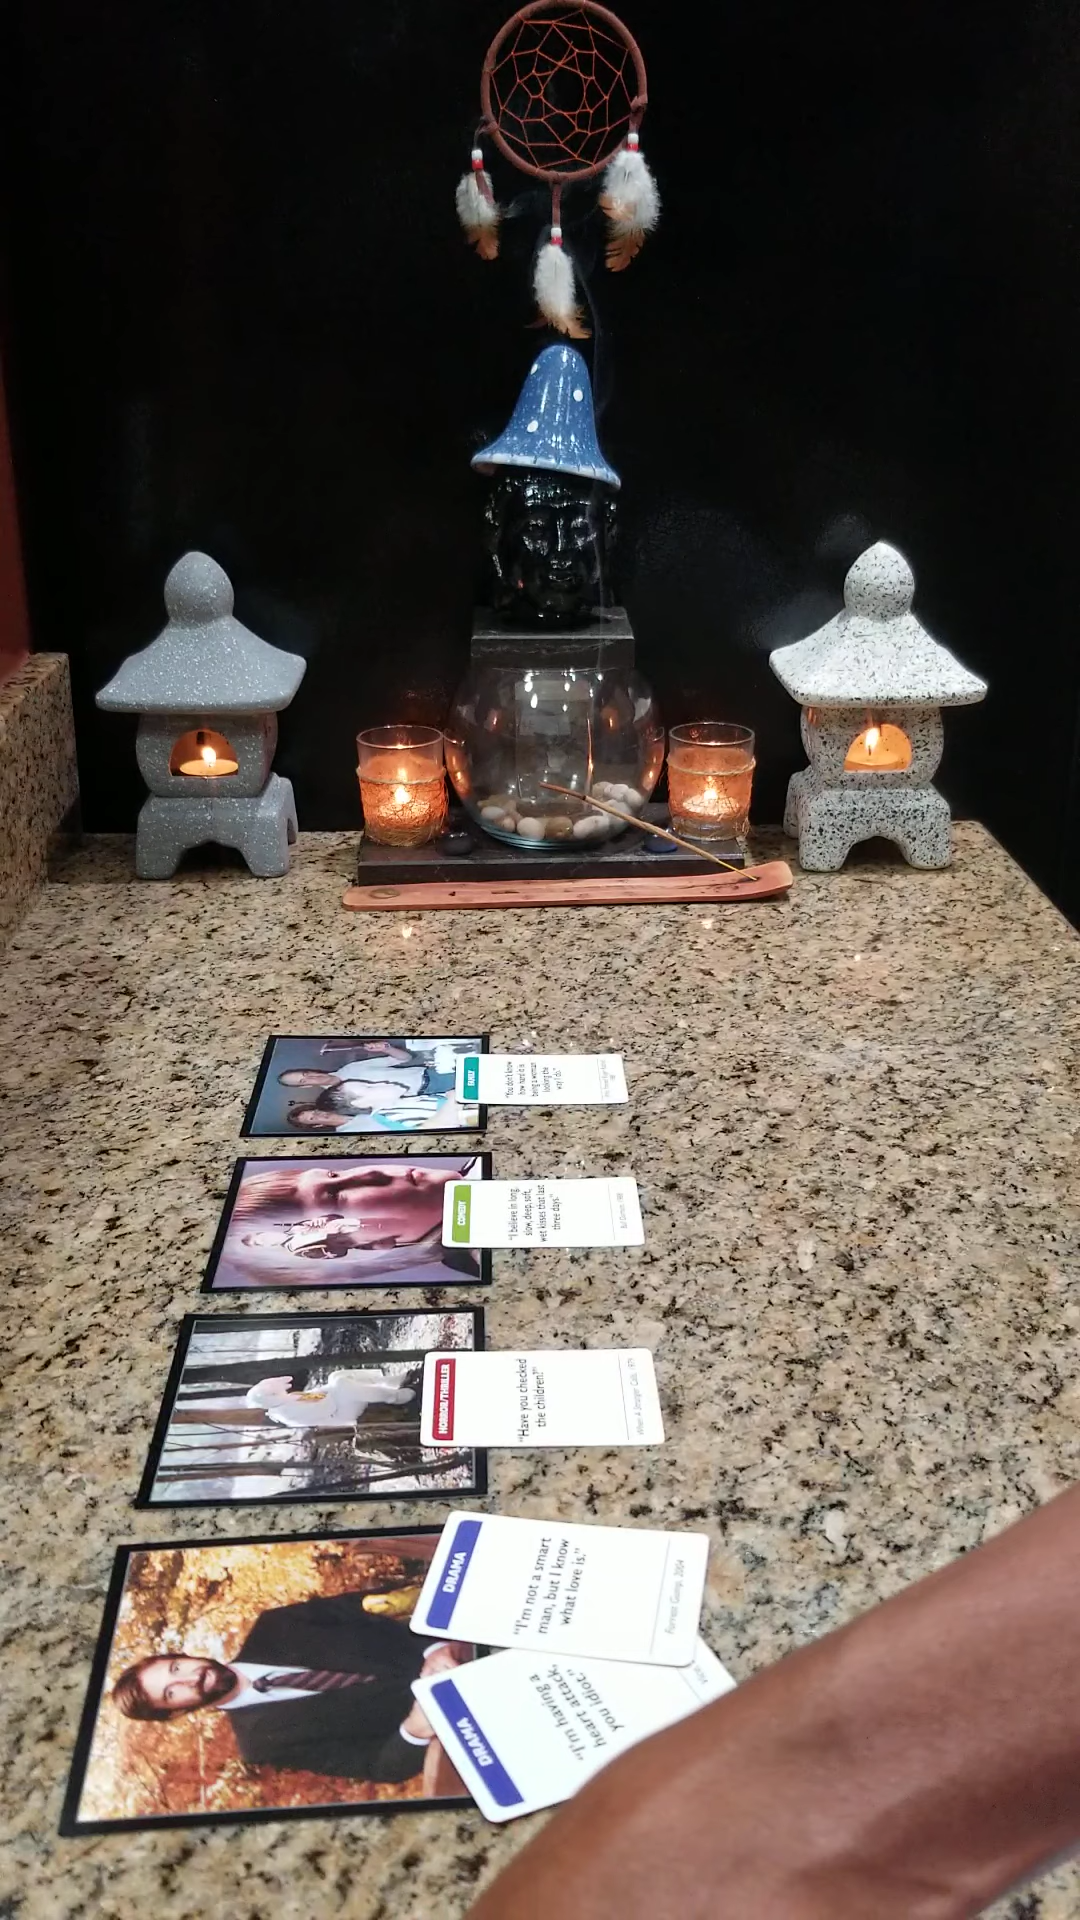 FAMILY
"You don't know
how hard it is
being a woman
looking the
way I do."
COMEDY
"I believe in long,
slow, deep, soft,
wet kisses that last
three days."
Bull Durham, 1988
HORROR/THRILLER
"Have you checked
the children?"
When A Stranger Calls, 1979
DRAMA
"I'm not a smart
man, but I know
what love is."
Forrest Gump, 2004
DRAMA
"I'm having a
heart attack,
you idiot."